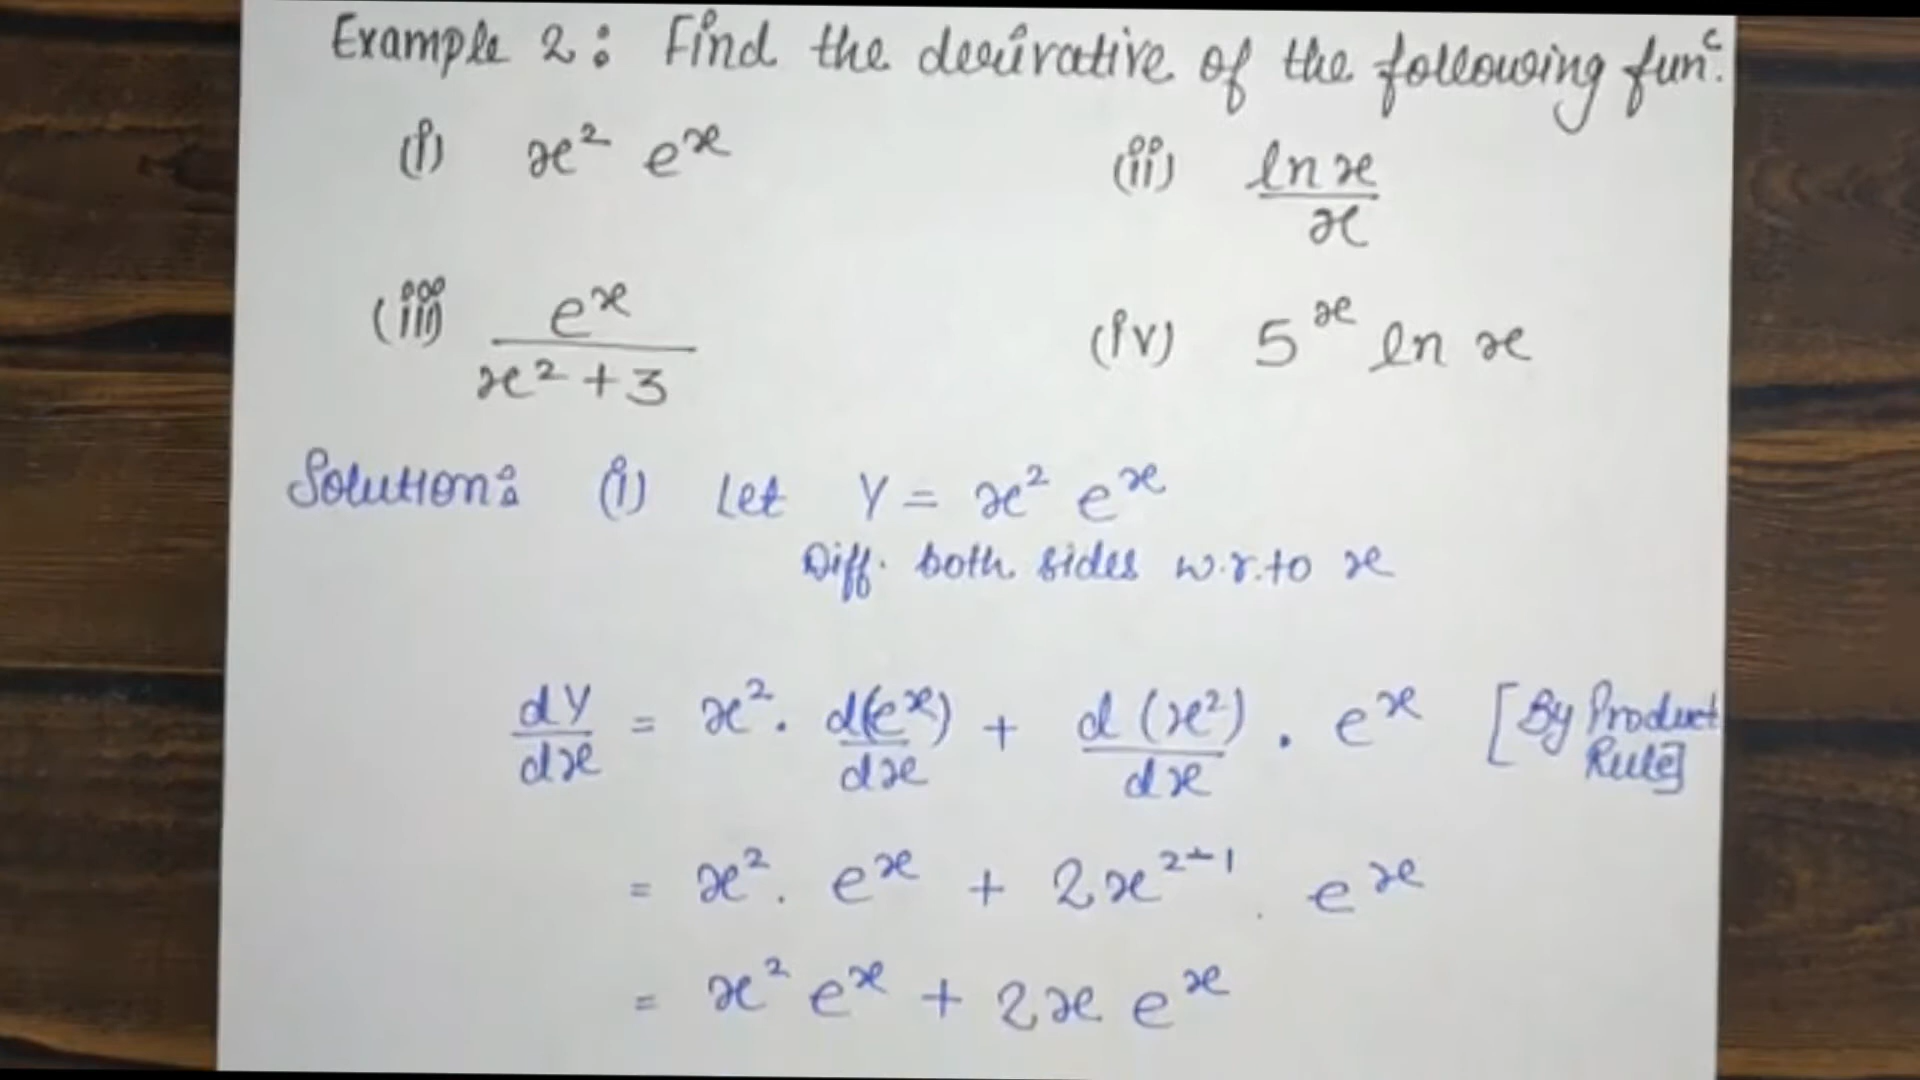 Example 2: Find the derivative of the following func.
(i) x² eˣ (ii) ln x / x
(iii) eˣ / x² + 3 (iv) 5ˣ ln x
Solution: (i) Let Y = x² eˣ
Diff. both sides w.r.to x
dY/dx = x² . d(eˣ)/dx + d(x²)/dx . eˣ [By Product Rule]
= x² . eˣ + 2x²⁻¹ . eˣ
= x² eˣ + 2x eˣ